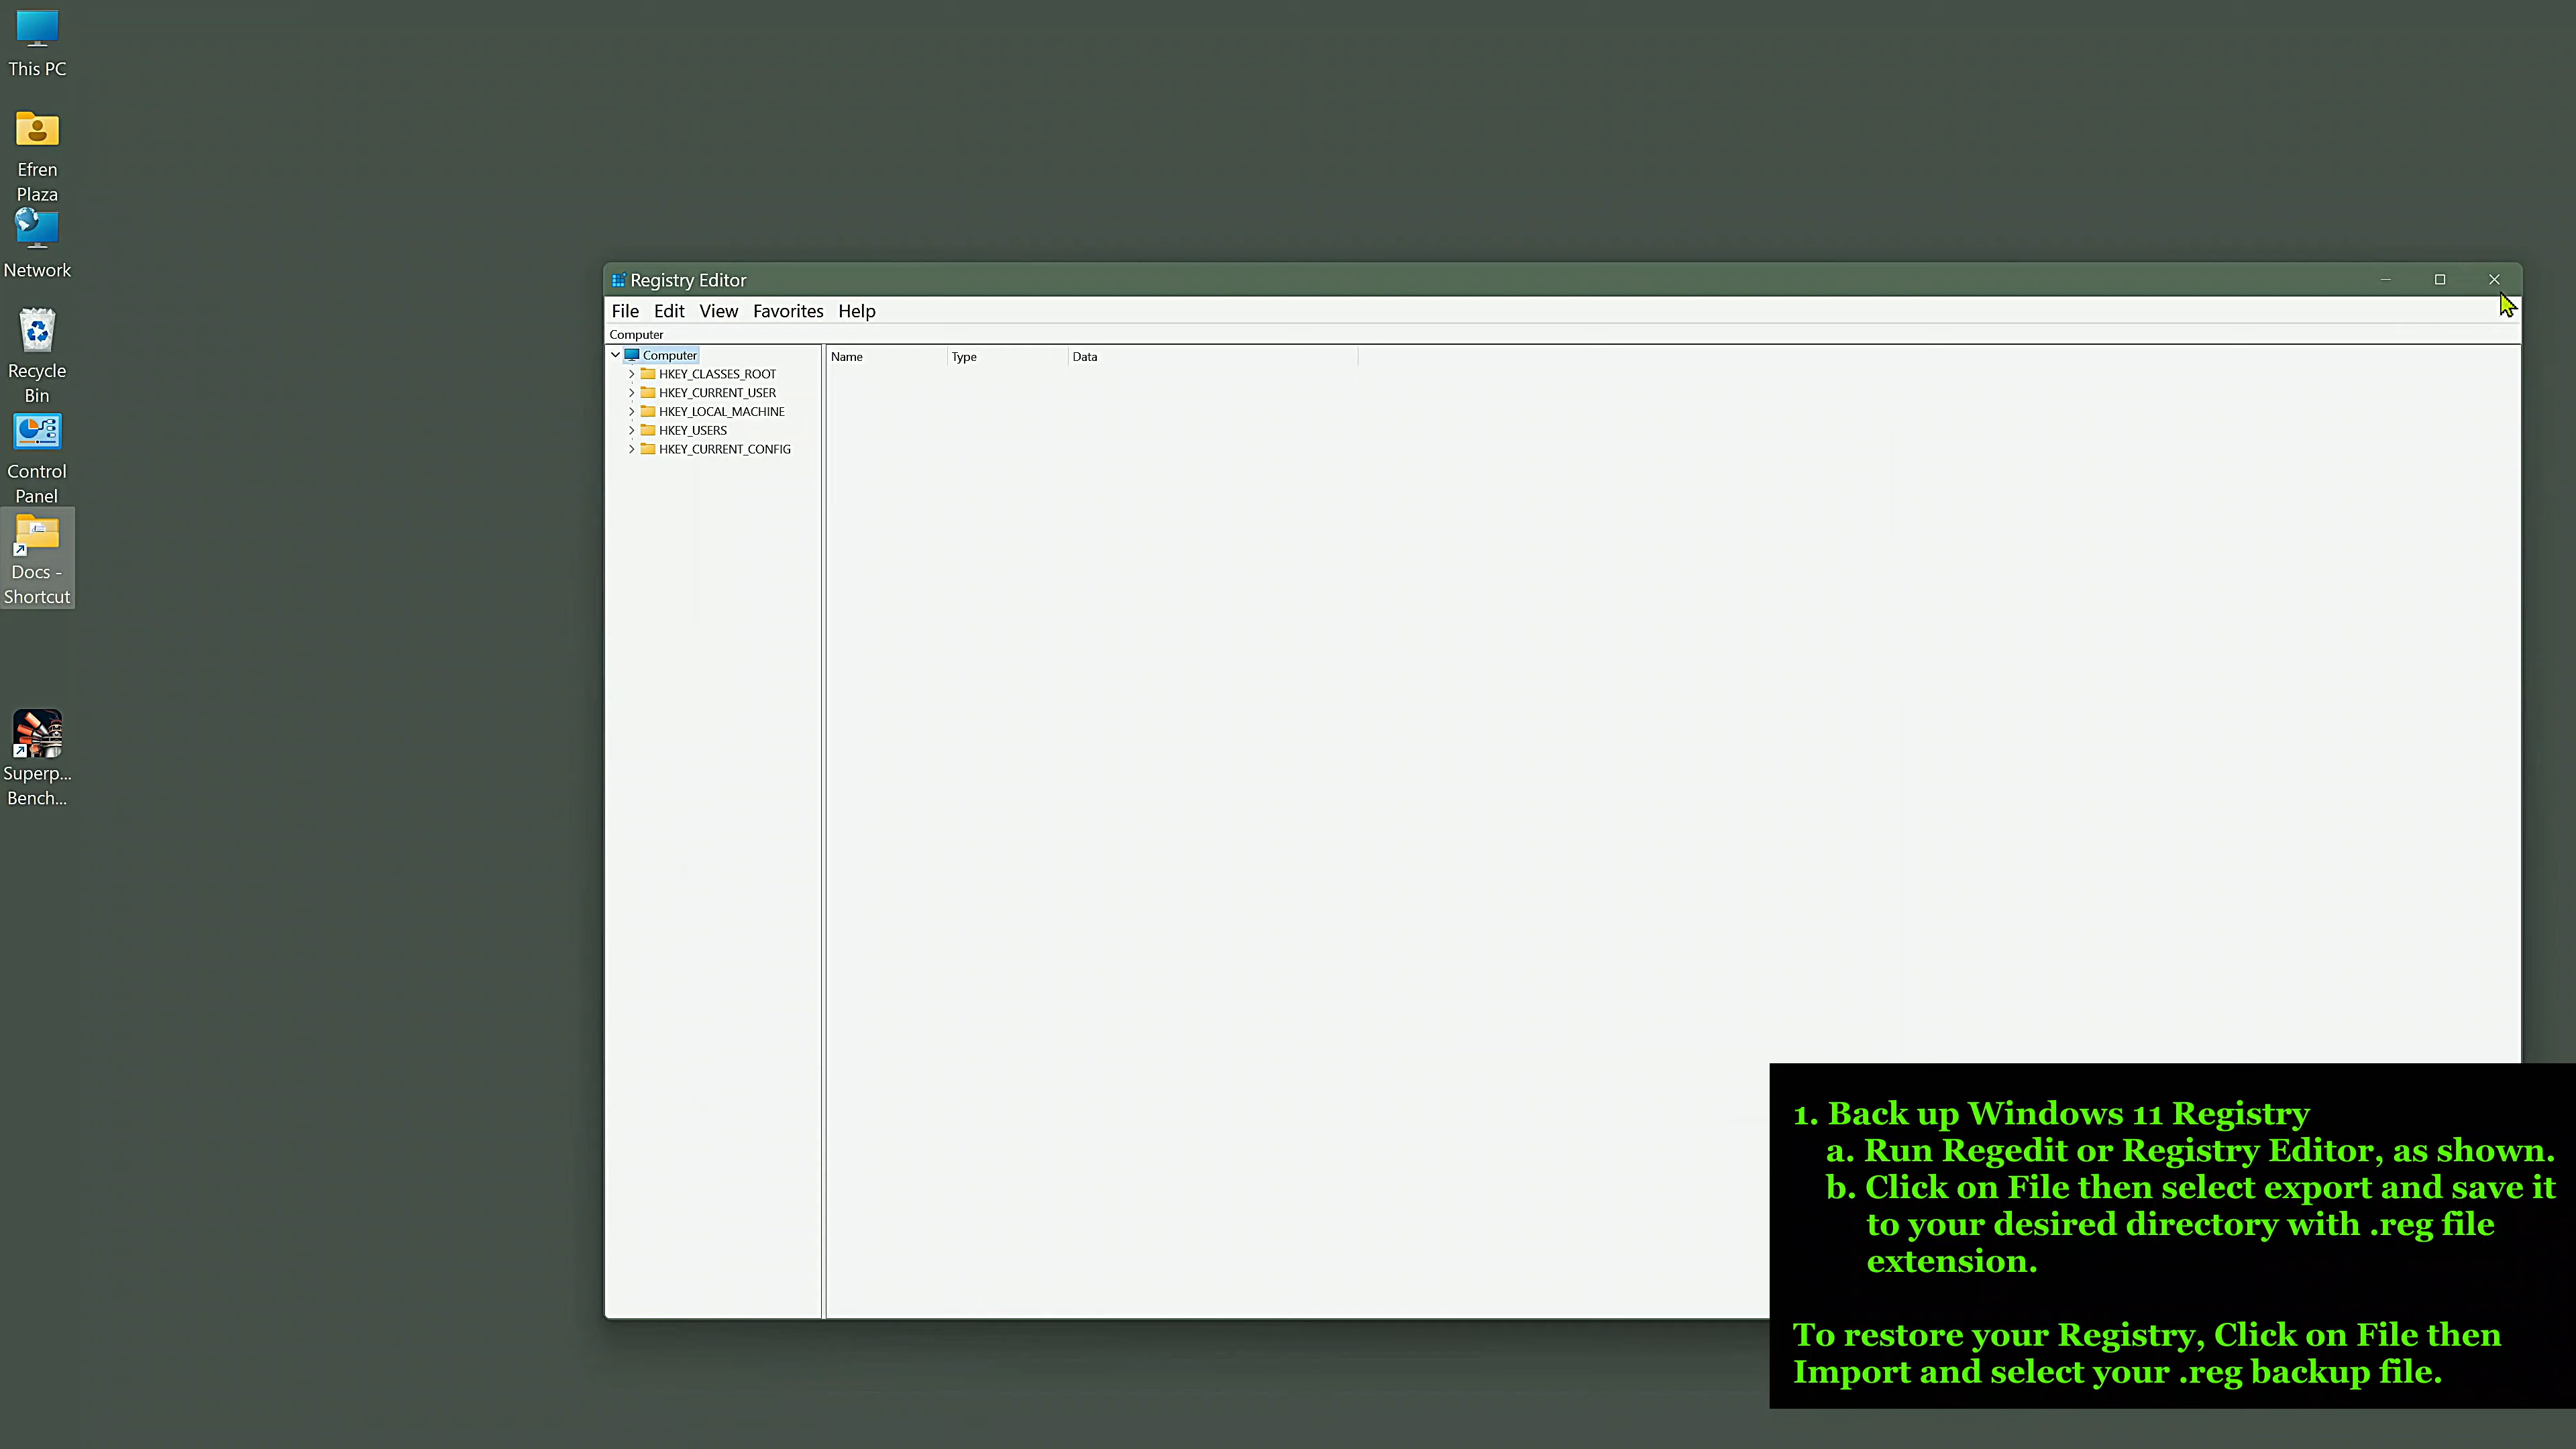 This PC
Efren
Plaza
Network
Recycle
Bin
Control
Panel
Docs -
Shortcut
Superp...
Bench...
Registry Editor
File Edit View Favorites Help
Computer
Computer
HKEY_CLASSES_ROOT
HKEY_CURRENT_USER
HKEY_LOCAL_MACHINE
HKEY_USERS
HKEY_CURRENT_CONFIG
Name Type Data
1. Back up Windows 11 Registry
a. Run Regedit or Registry Editor, as shown.
b. Click on File then select export and save it
to your desired directory with .reg file
extension.
To restore your Registry, Click on File then
Import and select your .reg backup file.